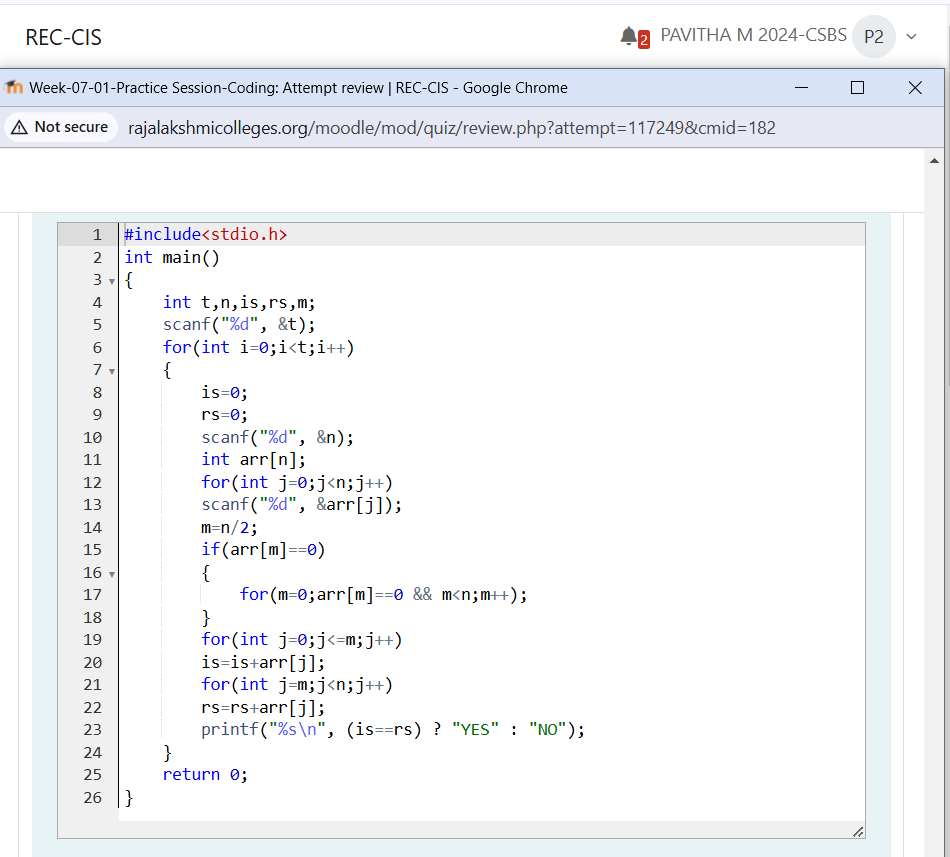 REC-CIS
2 PAVITHA M 2024-CSBS P2
Week-07-01-Practice Session-Coding: Attempt review | REC-CIS - Google Chrome
Not secure rajalakshmicolleges.org/moodle/mod/quiz/review.php?attempt=117249&cmid=182
1 #include<stdio.h>
2 int main()
3 {
4     int t,n,is,rs,m;
5     scanf("%d", &t);
6     for(int i=0;i<t;i++)
7     {
8         is=0;
9         rs=0;
10         scanf("%d", &n);
11         int arr[n];
12         for(int j=0;j<n;j++)
13         scanf("%d", &arr[j]);
14         m=n/2;
15         if(arr[m]==0)
16         {
17             for(m=0;arr[m]==0 && m<n;m++);
18         }
19         for(int j=0;j<=m;j++)
20         is=is+arr[j];
21         for(int j=m;j<n;j++)
22         rs=rs+arr[j];
23         printf("%s\n", (is==rs) ? "YES" : "NO");
24     }
25     return 0;
26 }